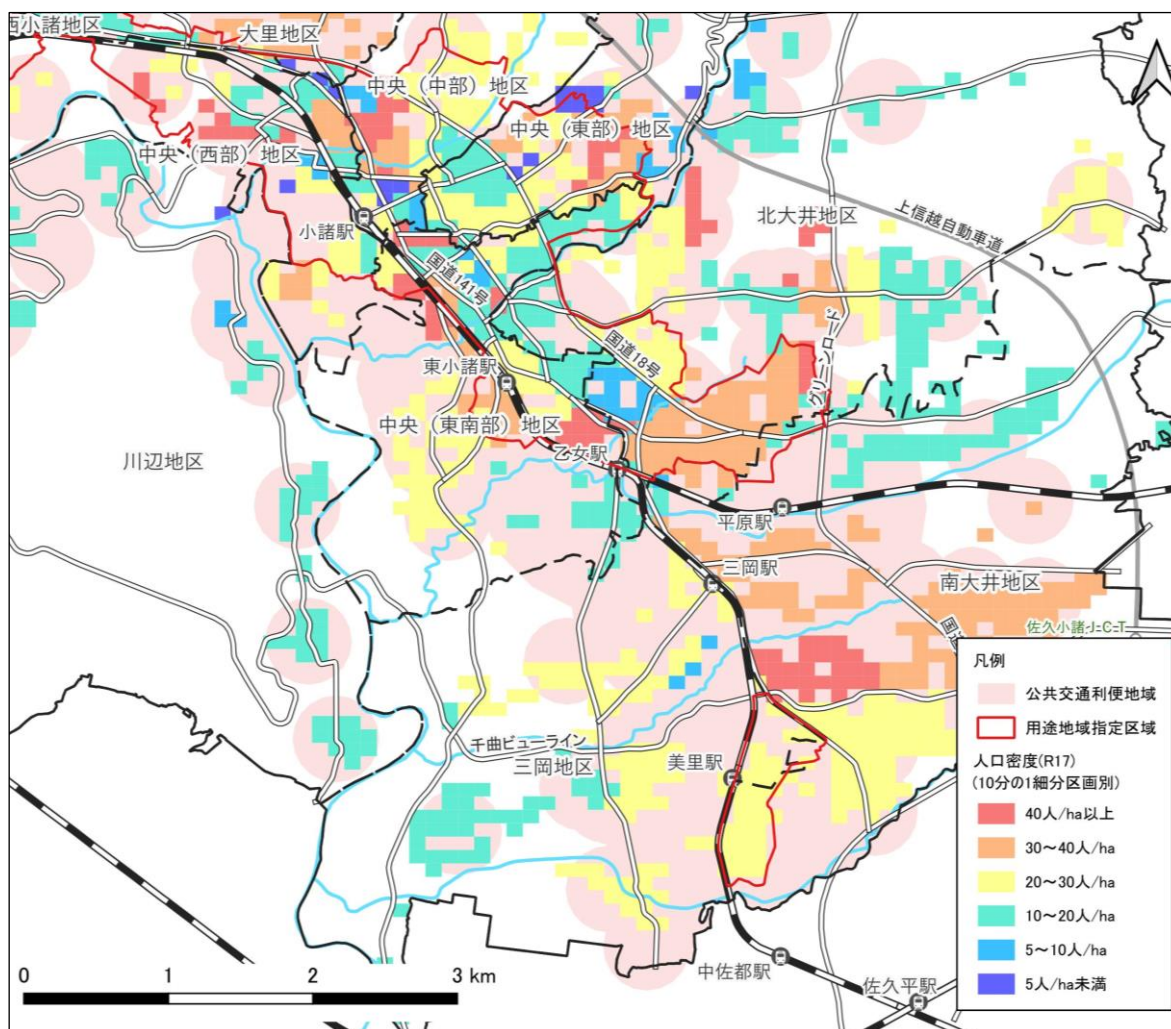 西小諸地区
大里地区
中央（中部）地区
中央（東部）地区
中央（西部）地区
北大井地区
上信越自動車道
小諸駅
国道141号
国道18号
グリーンロード
東小諸駅
中央（東南部）地区
乙女駅
川辺地区
平原駅
三岡駅
南大井地区
佐久小諸J-C-T
千曲ビューライン
三岡地区
美里駅
中佐都駅
佐久平駅
凡例
公共交通利便地域
用途地域指定区域
人口密度(R17)
(10分の1細分区画別)
40人/ha以上
30～40人/ha
20～30人/ha
10～20人/ha
5～10人/ha
5人/ha未満
0 1 2 3 km